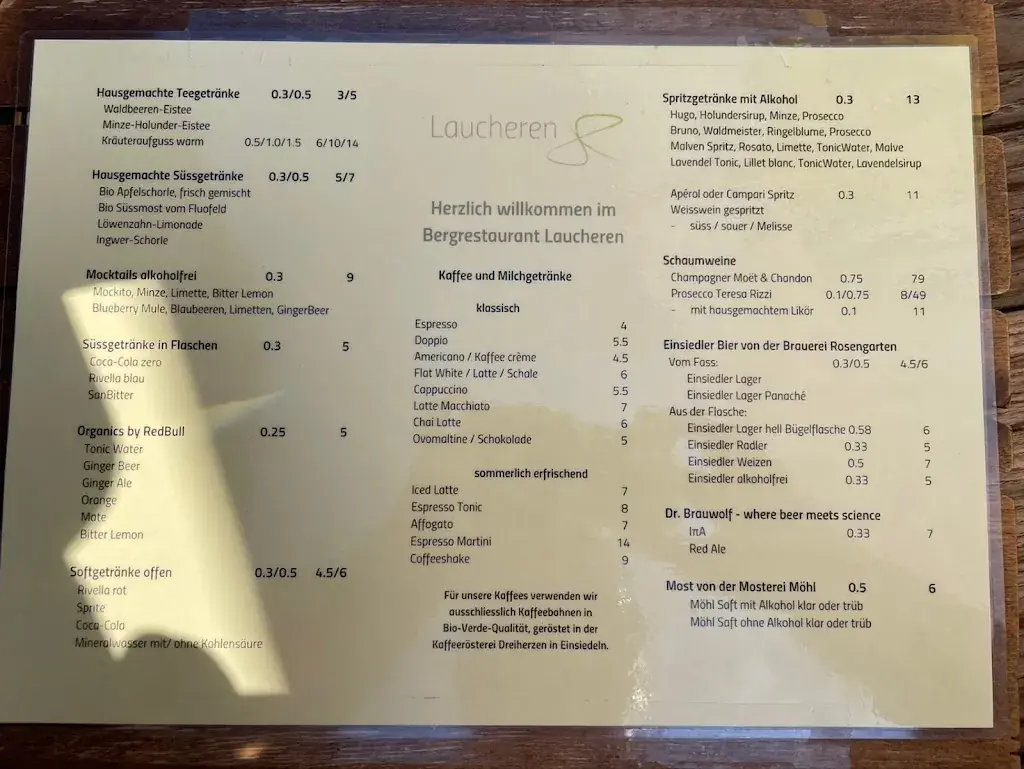 Hausgemachte Teegetränke 0.3/0.5 3/5
Waldbeeren-Eistee
Minze-Holunder-Eistee
Kräuteraufguss warm 0.5/1.0/1.5 6/10/14
Hausgemachte Süssgetränke 0.3/0.5 5/7
Bio Apfelschorle, frisch gemischt
Bio Süssmost vom Fluofeld
Löwenzahn-Limonade
Ingwer-Schorle
Mocktails alkoholfrei 0.3 9
Mockito, Minze, Limette, Bitter Lemon
Blueberry Mule, Blaubeeren, Limetten, GingerBeer
Süssgetränke in Flaschen 0.3 5
Coca-Cola zero
Rivella blau
SanBitter
Organics by RedBull 0.25 5
Tonic Water
Ginger Beer
Ginger Ale
Orange
Mate
Bitter Lemon
Softgetränke offen 0.3/0.5 4.5/6
Rivella rot
Sprite
Coca-Cola
Mineralwasser mit/ ohne Kohlensäure
Laucheren
Herzlich willkommen im
Bergrestaurant Laucheren
Kaffee und Milchgetränke
klassisch
Espresso 4
Doppio 5.5
Americano / Kaffee crème 4.5
Flat White / Latte / Schale 6
Cappuccino 5.5
Latte Macchiato 7
Chai Latte 6
Ovomaltine / Schokolade 5
sommerlich erfrischend
Iced Latte 7
Espresso Tonic 8
Affogato 7
Espresso Martini 14
Coffeeshake 9
Für unsere Kaffees verwenden wir
ausschliesslich Kaffeebohnen in
Bio-Verde-Qualität, geröstet in der
Kaffeerösterei Dreiherzen in Einsiedeln.
Spritzgetränke mit Alkohol 0.3 13
Hugo, Holundersirup, Minze, Prosecco
Bruno, Waldmeister, Ringelblume, Prosecco
Malven Spritz, Rosato, Limette, TonicWater, Malve
Lavendel Tonic, Lillet blanc, TonicWater, Lavendelsirup
Apérol oder Campari Spritz 0.3 11
Weisswein gespritzt
- süss / sauer / Melisse
Schaumweine
Champagner Moët & Chandon 0.75 79
Prosecco Teresa Rizzi 0.1/0.75 8/49
- mit hausgemachtem Likör 0.1 11
Einsiedler Bier von der Brauerei Rosengarten
Vom Fass: 0.3/0.5 4.5/6
Einsiedler Lager
Einsiedler Lager Panaché
Aus der Flasche:
Einsiedler Lager hell Bügelflasche 0.58 6
Einsiedler Radler 0.33 5
Einsiedler Weizen 0.5 7
Einsiedler alkoholfrei 0.33 5
Dr. Brauwolf - where beer meets science
IπA 0.33 7
Red Ale
Most von der Mosterei Möhl 0.5 6
Möhl Saft mit Alkohol klar oder trüb
Möhl Saft ohne Alkohol klar oder trüb